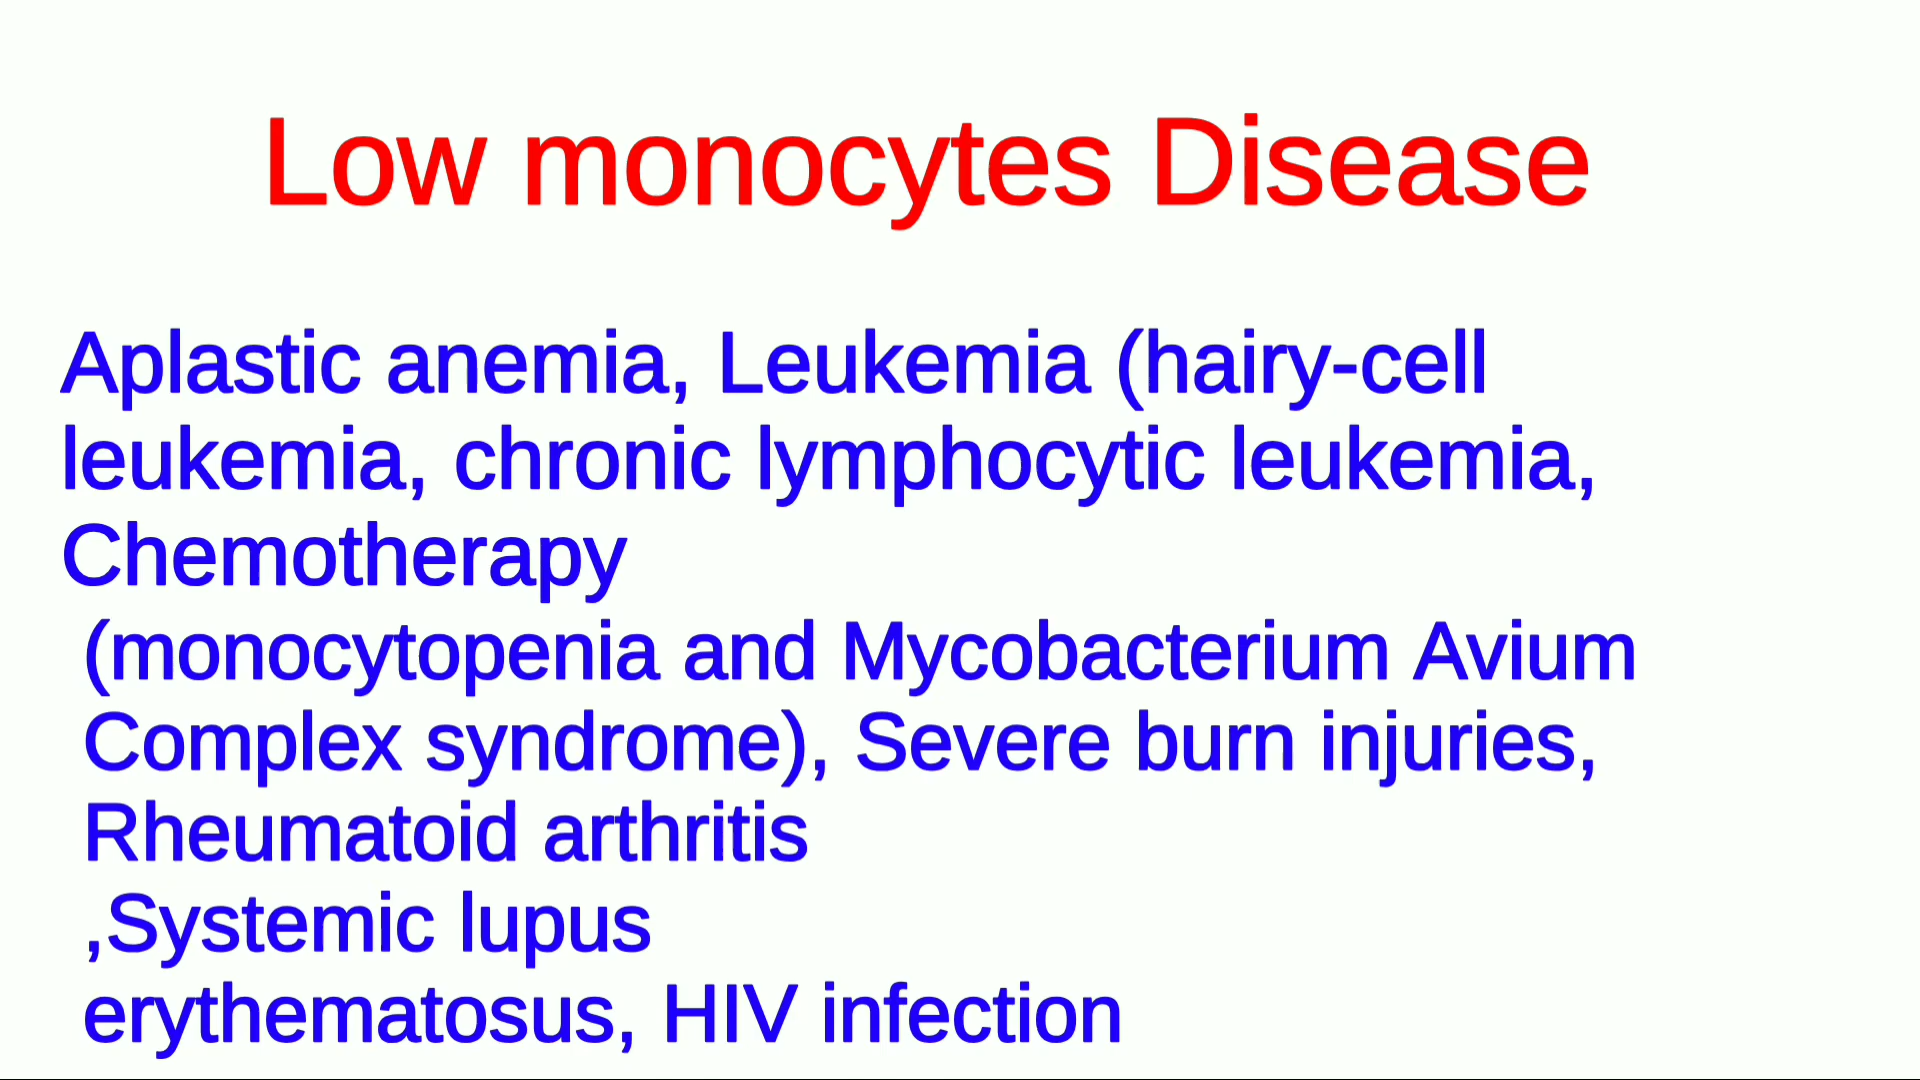 Low monocytes Disease
Aplastic anemia, Leukemia (hairy-cell
leukemia, chronic lymphocytic leukemia,
Chemotherapy
(monocytopenia and Mycobacterium Avium
Complex syndrome), Severe burn injuries,
Rheumatoid arthritis
,Systemic lupus
erythematosus, HIV infection